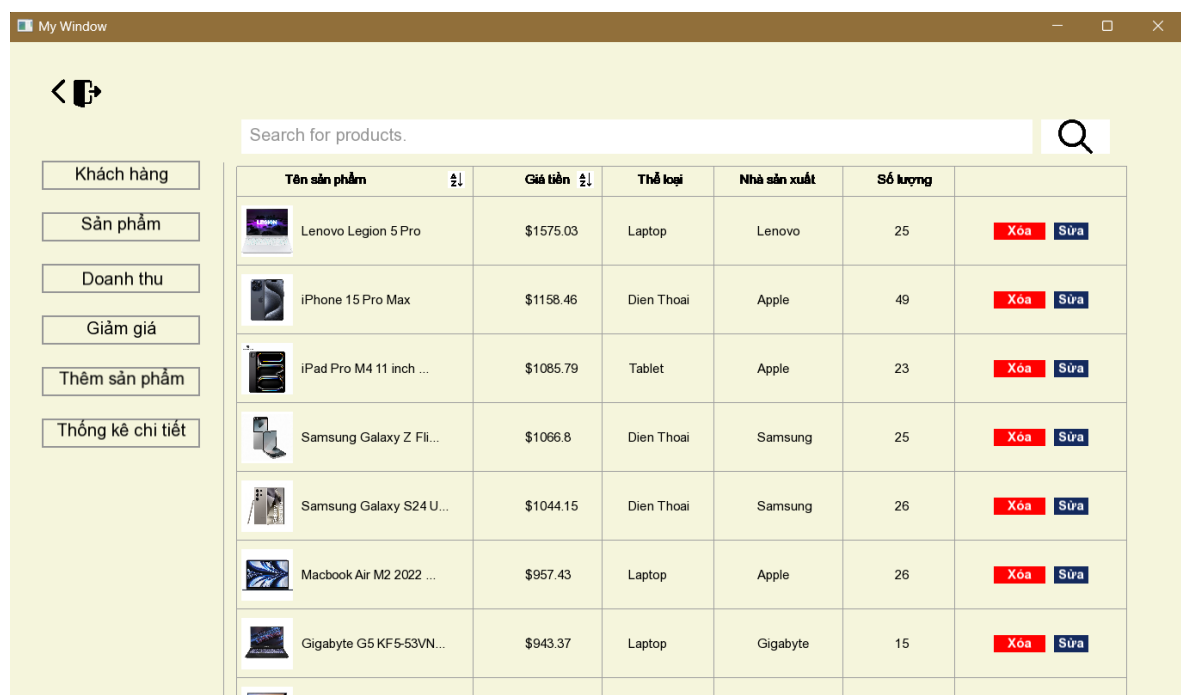 My Window
Search for products.
Khách hàng
Sản phẩm
Doanh thu
Giảm giá
Thêm sản phẩm
Thống kê chi tiết
Tên sản phẩm Giá tiền Thể loại Nhà sản xuất Số lượng
Lenovo Legion 5 Pro $1575.03 Laptop Lenovo 25 Xóa Sửa
iPhone 15 Pro Max $1158.46 Dien Thoai Apple 49 Xóa Sửa
iPad Pro M4 11 inch ... $1085.79 Tablet Apple 23 Xóa Sửa
Samsung Galaxy Z Fli... $1066.8 Dien Thoai Samsung 25 Xóa Sửa
Samsung Galaxy S24 U... $1044.15 Dien Thoai Samsung 26 Xóa Sửa
Macbook Air M2 2022 ... $957.43 Laptop Apple 26 Xóa Sửa
Gigabyte G5 KF5-53VN... $943.37 Laptop Gigabyte 15 Xóa Sửa